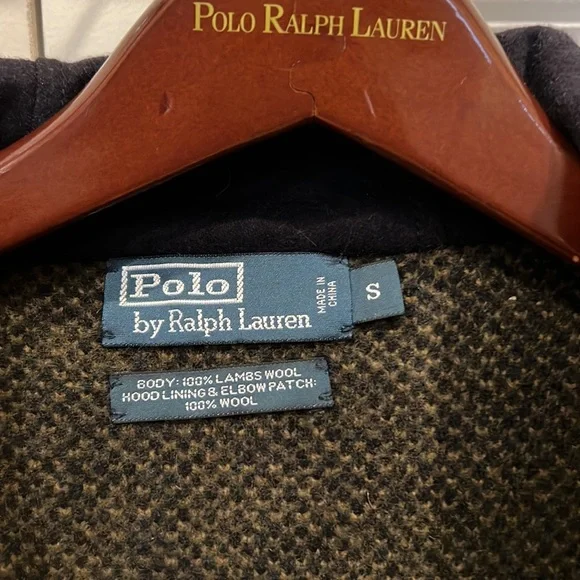 POLO RALPH LAUREN
Polo
by Ralph Lauren
MADE IN
CHINA
S
BODY: 100% LAMBS WOOL
HOOD LINING & ELBOW PATCH:
100% WOOL